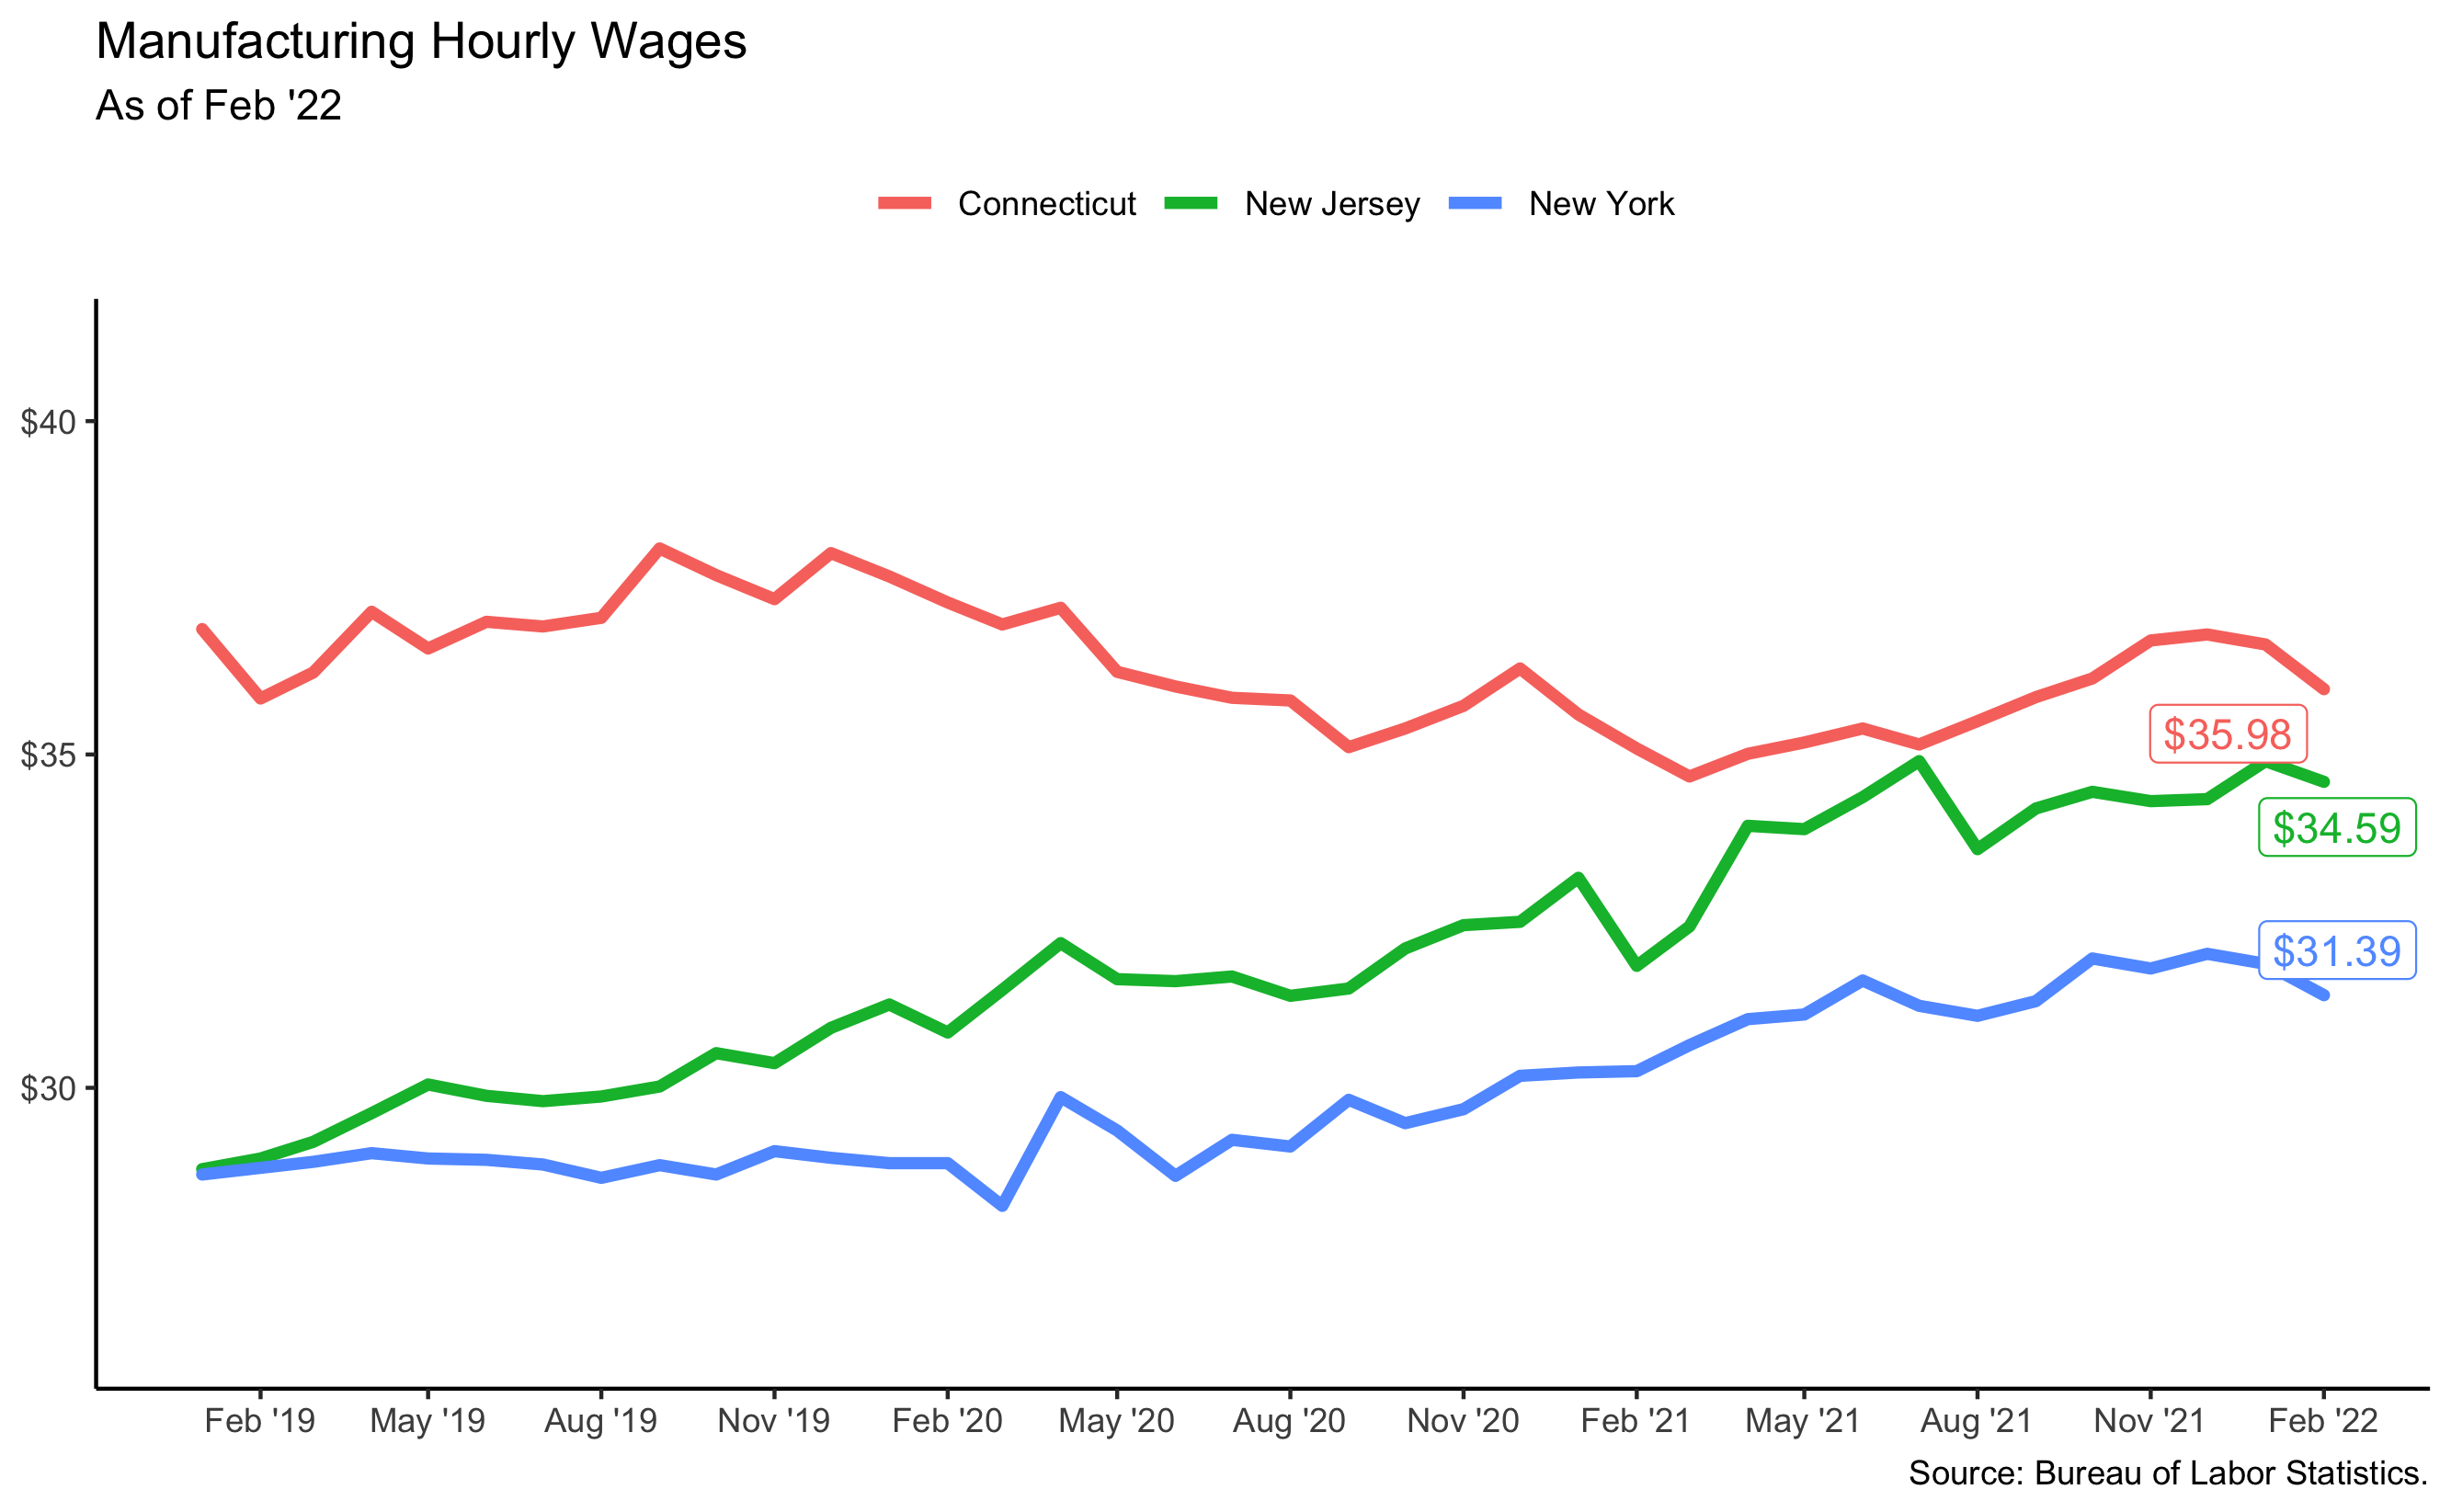 Manufacturing Hourly Wages
As of Feb '22
Connecticut New Jersey New York
$40
$35
$30
$35.98
$34.59
$31.39
Feb '19 May '19 Aug '19 Nov '19 Feb '20 May '20 Aug '20 Nov '20 Feb '21 May '21 Aug '21 Nov '21 Feb '22
Source: Bureau of Labor Statistics.